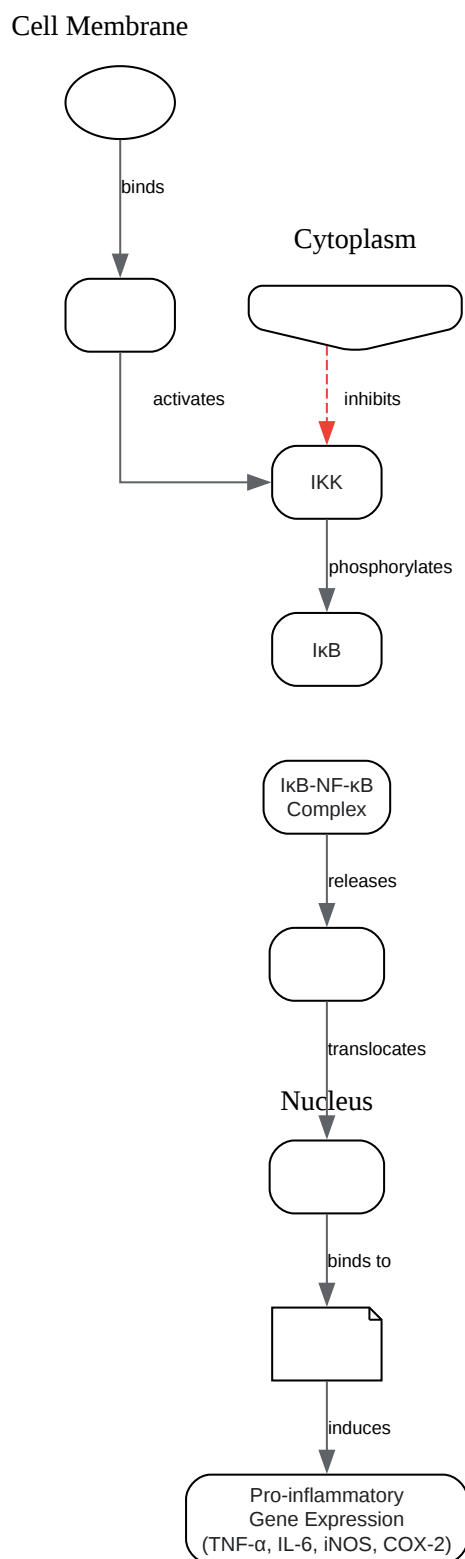 Cell Membrane
binds
Cytoplasm
activates
inhibits
IKK
phosphorylates
IκB
IκB-NF-κB
Complex
releases
translocates
Nucleus
binds to
induces
Pro-inflammatory
Gene Expression
(TNF-α, IL-6, iNOS, COX-2)